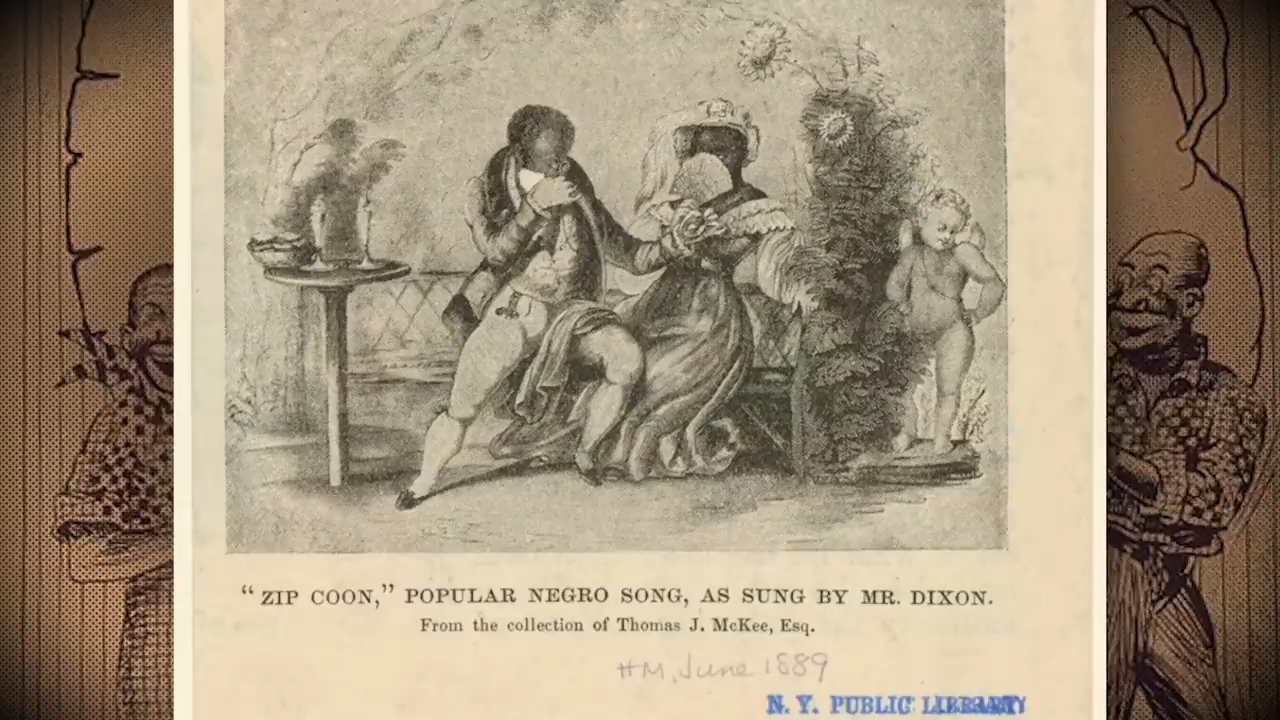 “ZIP COON,” POPULAR NEGRO SONG, AS SUNG BY MR. DIXON.
From the collection of Thomas J. McKee, Esq.
HM, June 1889
N. Y. PUBLIC LIBRARY